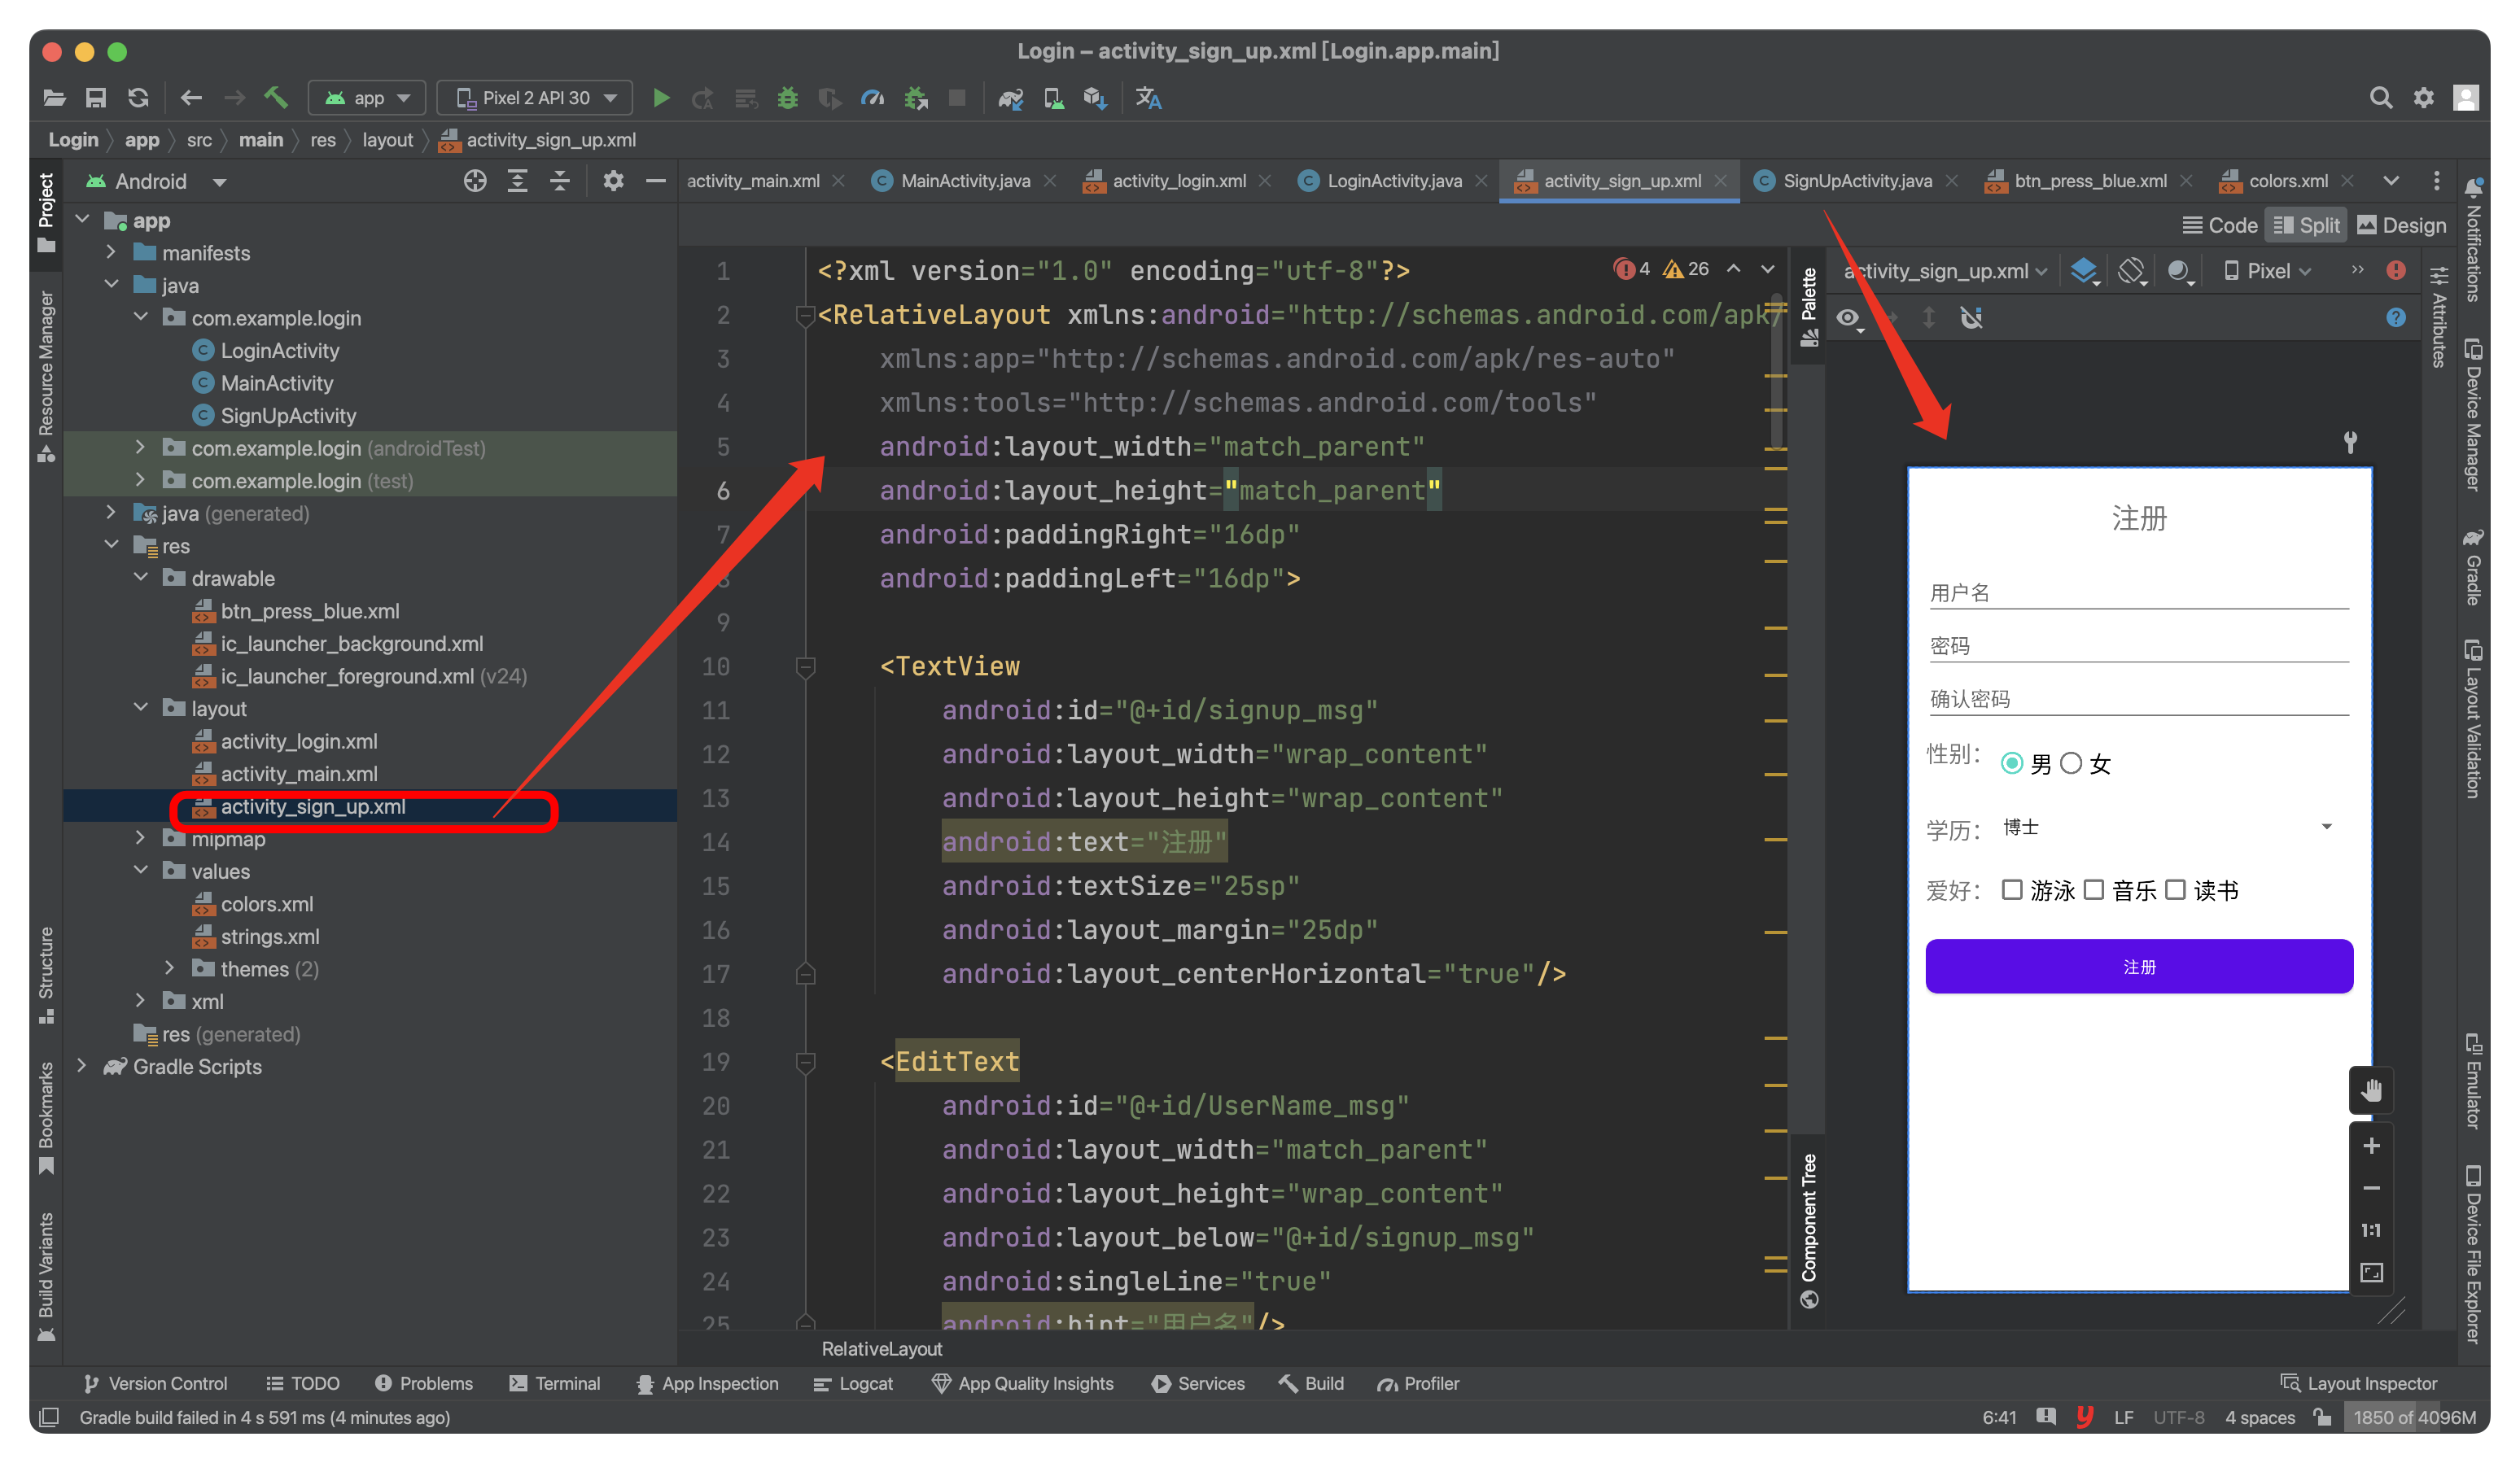 Login – activity_sign_up.xml [Login.app.main]
app
Pixel 2 API 30
Login
app
src
main
res
layout
activity_sign_up.xml
Project
Resource Manager
Structure
Bookmarks
Build Variants
Android
activity_main.xml
MainActivity.java
activity_login.xml
LoginActivity.java
activity_sign_up.xml
SignUpActivity.java
btn_press_blue.xml
colors.xml
Code
Split
Design
app
manifests
java
com.example.login
LoginActivity
MainActivity
SignUpActivity
com.example.login (androidTest)
com.example.login (test)
java (generated)
res
drawable
btn_press_blue.xml
ic_launcher_background.xml
ic_launcher_foreground.xml (v24)
layout
activity_login.xml
activity_main.xml
activity_sign_up.xml
mipmap
values
colors.xml
strings.xml
themes (2)
xml
res (generated)
Gradle Scripts
4 26
1 <?xml version="1.0" encoding="utf-8"?>
2 <RelativeLayout xmlns:android="http://schemas.android.com/apk/
3 xmlns:app="http://schemas.android.com/apk/res-auto"
4 xmlns:tools="http://schemas.android.com/tools"
5 android:layout_width="match_parent"
6 android:layout_height="match_parent"
7 android:paddingRight="16dp"
8 android:paddingLeft="16dp">
9
10 <TextView
11 android:id="@+id/signup_msg"
12 android:layout_width="wrap_content"
13 android:layout_height="wrap_content"
14 android:text="注册"
15 android:textSize="25sp"
16 android:layout_margin="25dp"
17 android:layout_centerHorizontal="true"/>
18
19 <EditText
20 android:id="@+id/UserName_msg"
21 android:layout_width="match_parent"
22 android:layout_height="wrap_content"
23 android:layout_below="@+id/signup_msg"
24 android:singleLine="true"
25 android:hint="用户名"/>
RelativeLayout
Palette
Component Tree
activity_sign_up.xml
Pixel
注册
用户名
密码
确认密码
性别：
男
女
学历：
博士
爱好：
游泳
音乐
读书
注册
1:1
Attributes
Notifications
Device Manager
Gradle
Layout Validation
Emulator
Device File Explorer
Version Control
TODO
Problems
Terminal
App Inspection
Logcat
App Quality Insights
Services
Build
Profiler
Layout Inspector
Gradle build failed in 4 s 591 ms (4 minutes ago)
6:41
LF
UTF-8
4 spaces
1850 of 4096M